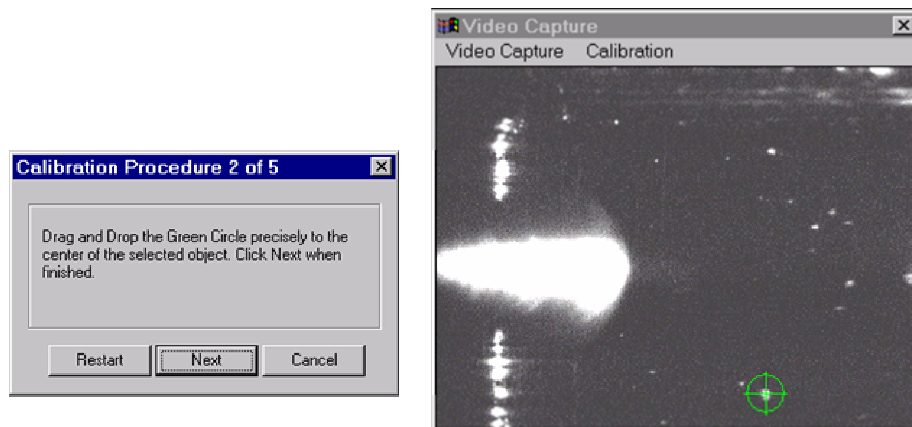 Calibration Procedure 2 of 5
Drag and Drop the Green Circle precisely to the
center of the selected object. Click Next when
finished.
Restart Next Cancel
Video Capture
Video Capture Calibration